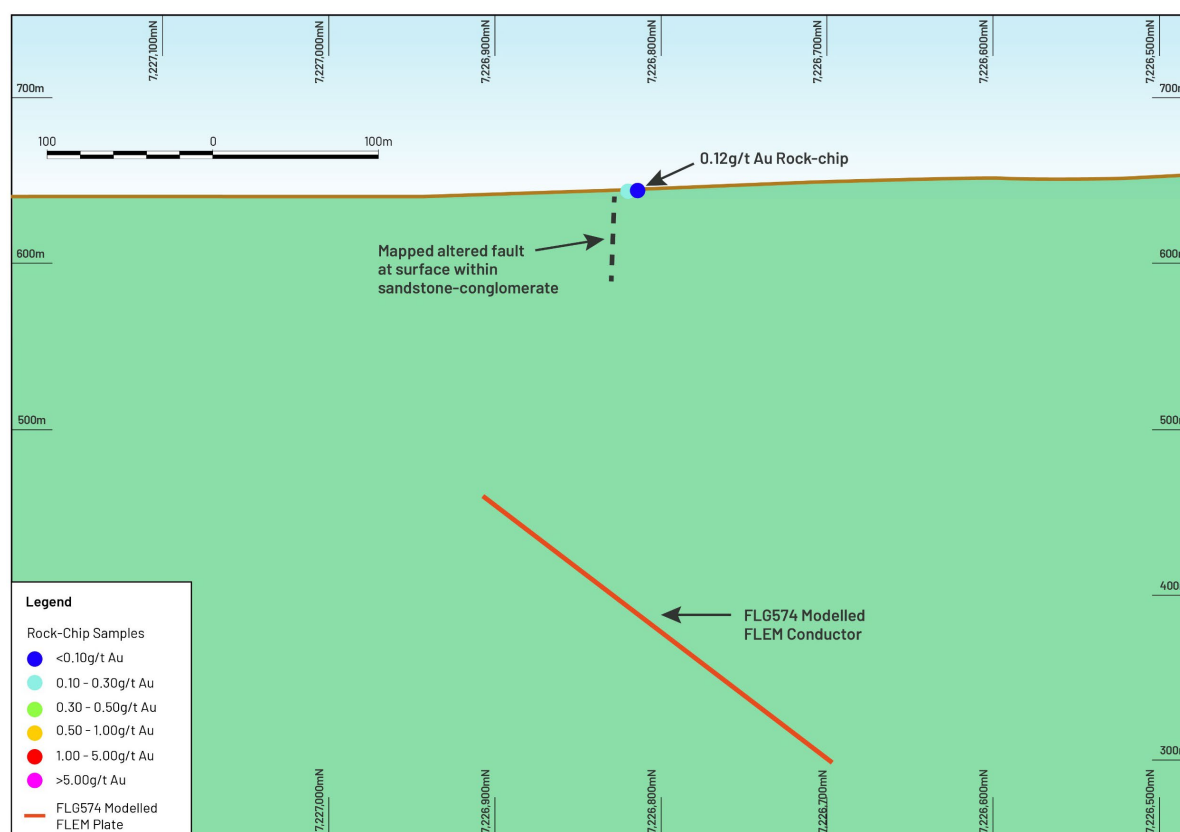 7,227,100mN
7,227,000mN
7,226,900mN
7,226,800mN
7,226,700mN
7,226,600mN
7,226,500mN
700m
700m
100
0
100m
0.12g/t Au Rock-chip
Mapped altered fault
at surface within
sandstone-conglomerate
600m
600m
500m
500m
400m
FLG574 Modelled
FLEM Conductor
300m
Legend
Rock-Chip Samples
<0.10g/t Au
0.10 - 0.30g/t Au
0.30 - 0.50g/t Au
0.50 - 1.00g/t Au
1.00 - 5.00g/t Au
>5.00g/t Au
FLG574 Modelled
FLEM Plate
7,227,000mN
7,226,900mN
7,226,800mN
7,226,700mN
7,226,600mN
7,226,500mN